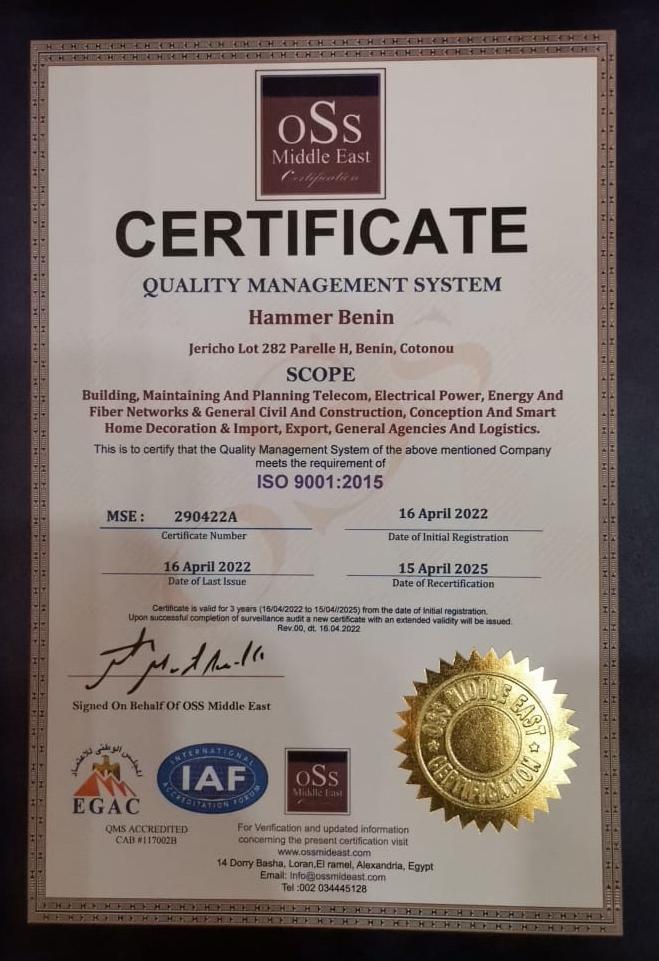 OSS
Middle East
Certification
CERTIFICATE
QUALITY MANAGEMENT SYSTEM
Hammer Benin
Jericho Lot 282 Parelle H, Benin, Cotonou
SCOPE
Building, Maintaining And Planning Telecom, Electrical Power, Energy And
Fiber Networks & General Civil And Construction, Conception And Smart
Home Decoration & Import, Export, General Agencies And Logistics.
This is to certify that the Quality Management System of the above mentioned Company
meets the requirement of
ISO 9001:2015
MSE : 290422A
Certificate Number
16 April 2022
Date of Initial Registration
16 April 2022
Date of Last Issue
15 April 2025
Date of Recertification
Certificate is valid for 3 years (16/04/2022 to 15/04//2025) from the date of Initial registration.
Upon successful completion of surveillance audit a new certificate with an extended validity will be issued.
Rev.00, dt. 16.04.2022
Signed On Behalf Of OSS Middle East
OSS MIDDLE EAST
CERTIFICATION
المجلس الوطني للاعتماد
EGAC
QMS ACCREDITED
CAB #117002B
INTERNATIONAL
IAF
ACCREDITATION FORUM
OSS
Middle East
For Verification and updated information
concerning the present certification visit
www.ossmideast.com
14 Dorry Basha, Loran,El ramel, Alexandria, Egypt
Email: Info@ossmideast.com
Tel :002 034445128